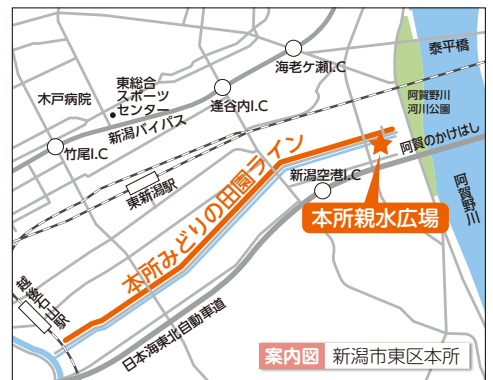 泰平橋
海老ケ瀬I.C
東総合
スポーツ
センター
木戸病院
逢谷内I.C
阿賀野川
河川公園
新潟バイパス
竹尾I.C
阿賀のかけはし
東新潟駅
新潟空港I.C
阿賀野川
本所親水広場
本所みどりの田園ライン
越後石山駅
日本海東北自動車道
案内図 新潟市東区本所